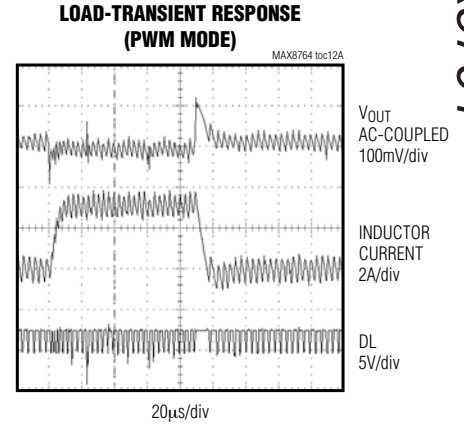 LOAD-TRANSIENT RESPONSE
(PWM MODE)
MAX8764 toc12A
VOUT
AC-COUPLED
100mV/div
INDUCTOR
CURRENT
2A/div
DL
5V/div
20μs/div